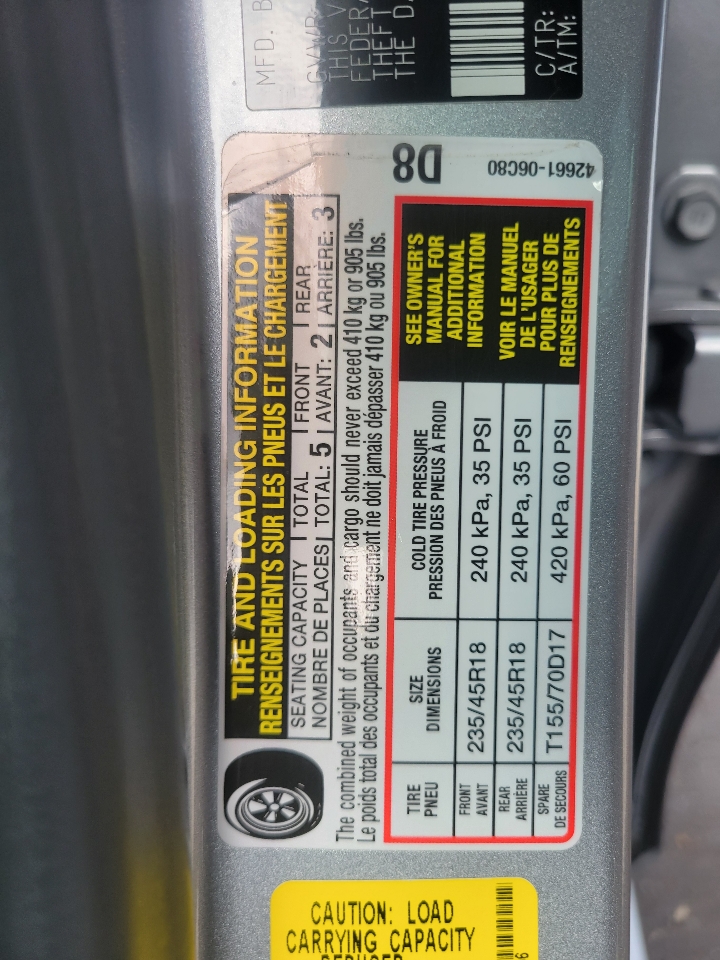 MFD. B
GVWR:
THIS V
FEDERA
THEFT
THE DA
C/TR:
A/TM:
D8
42661-06C80
TIRE AND LOADING INFORMATION
RENSEIGNEMENTS SUR LES PNEUS ET LE CHARGEMENT
SEATING CAPACITY | TOTAL | FRONT | REAR
NOMBRE DE PLACES | TOTAL: 5 | AVANT: 2 | ARRIÈRE: 3
The combined weight of occupants and cargo should never exceed 410 kg or 905 lbs.
Le poids total des occupants et du chargement ne doit jamais dépasser 410 kg ou 905 lbs.
TIRE SIZE COLD TIRE PRESSURE
PNEU DIMENSIONS PRESSION DES PNEUS À FROID
FRONT
AVANT 235/45R18 240 kPa, 35 PSI
REAR
ARRIÈRE 235/45R18 240 kPa, 35 PSI
SPARE
DE SECOURS T155/70D17 420 kPa, 60 PSI
SEE OWNER'S
MANUAL FOR
ADDITIONAL
INFORMATION
VOIR LE MANUEL
DE L'USAGER
POUR PLUS DE
RENSEIGNEMENTS
CAUTION: LOAD
CARRYING CAPACITY
REDUCED